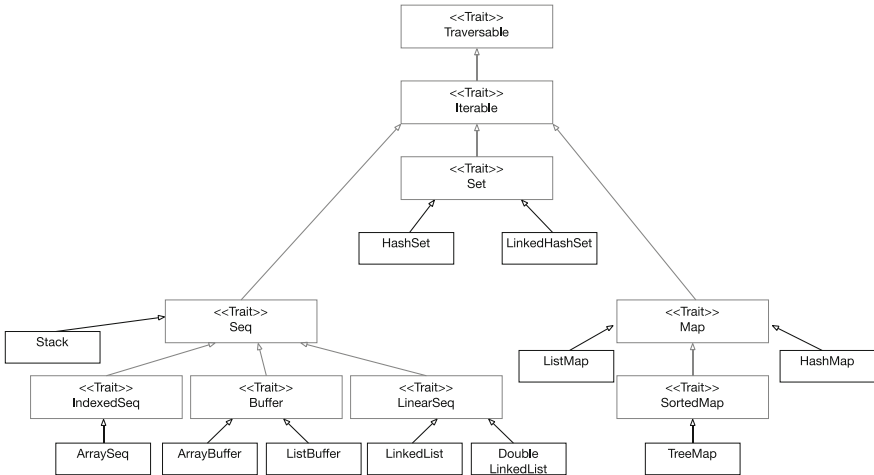 <<Trait>>
Traversable
<<Trait>>
Iterable
<<Trait>>
Set
HashSet
LinkedHashSet
<<Trait>>
Seq
<<Trait>>
Map
Stack
ListMap
HashMap
<<Trait>>
IndexedSeq
<<Trait>>
Buffer
<<Trait>>
LinearSeq
<<Trait>>
SortedMap
ArraySeq
ArrayBuffer
ListBuffer
LinkedList
Double
LinkedList
TreeMap